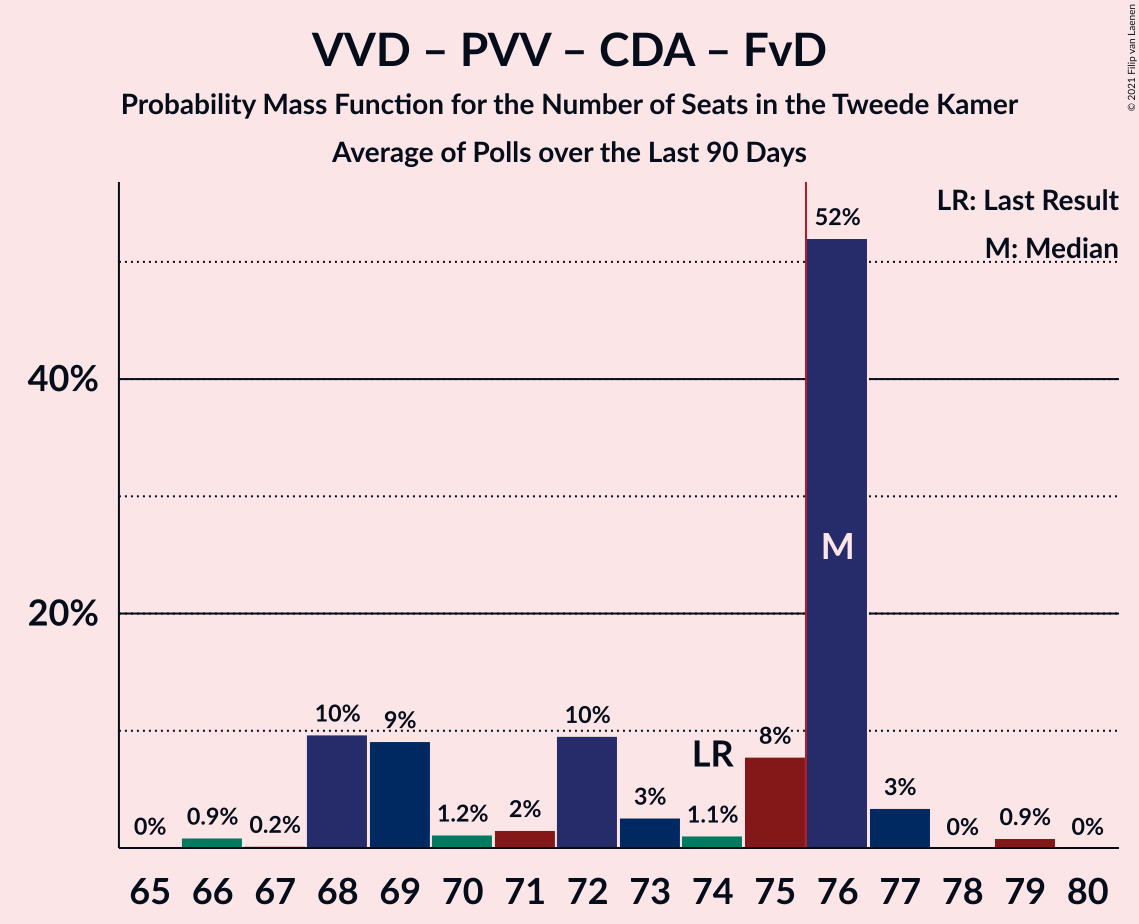 VVD – PVV – CDA – FvD
Probability Mass Function for the Number of Seats in the Tweede Kamer
Average of Polls over the Last 90 Days
© 2021 Filip van Laenen
LR: Last Result
M: Median
40%
20%
0%
0.9%
0.2%
10%
9%
1.2%
2%
10%
3%
1.1%
8%
52%
3%
0%
0.9%
0%
LR
M
65 66 67 68 69 70 71 72 73 74 75 76 77 78 79 80